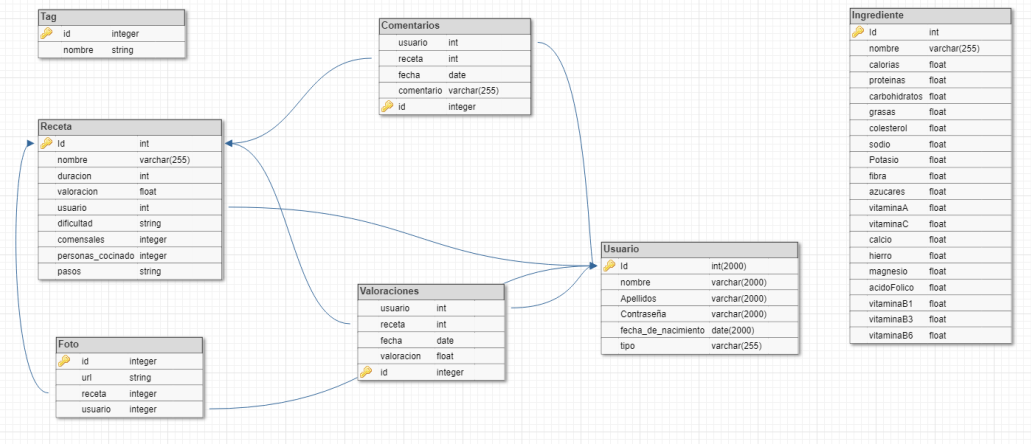 Tag
id integer
nombre string
Comentarios
usuario int
receta int
fecha date
comentario varchar(255)
id integer
Ingrediente
Id int
nombre varchar(255)
calorias float
proteinas float
carbohidratos float
grasas float
colesterol float
sodio float
Potasio float
fibra float
azucares float
vitaminaA float
vitaminaC float
calcio float
hierro float
magnesio float
acidoFolico float
vitaminaB1 float
vitaminaB3 float
vitaminaB6 float
Receta
Id int
nombre varchar(255)
duracion int
valoracion float
usuario int
dificultad string
comensales integer
personas_cocinado integer
pasos string
Usuario
Id int(2000)
nombre varchar(2000)
Apellidos varchar(2000)
Contraseña varchar(2000)
fecha_de_nacimiento date(2000)
tipo varchar(255)
Valoraciones
usuario int
receta int
fecha date
valoracion float
id integer
Foto
id integer
url string
receta integer
usuario integer